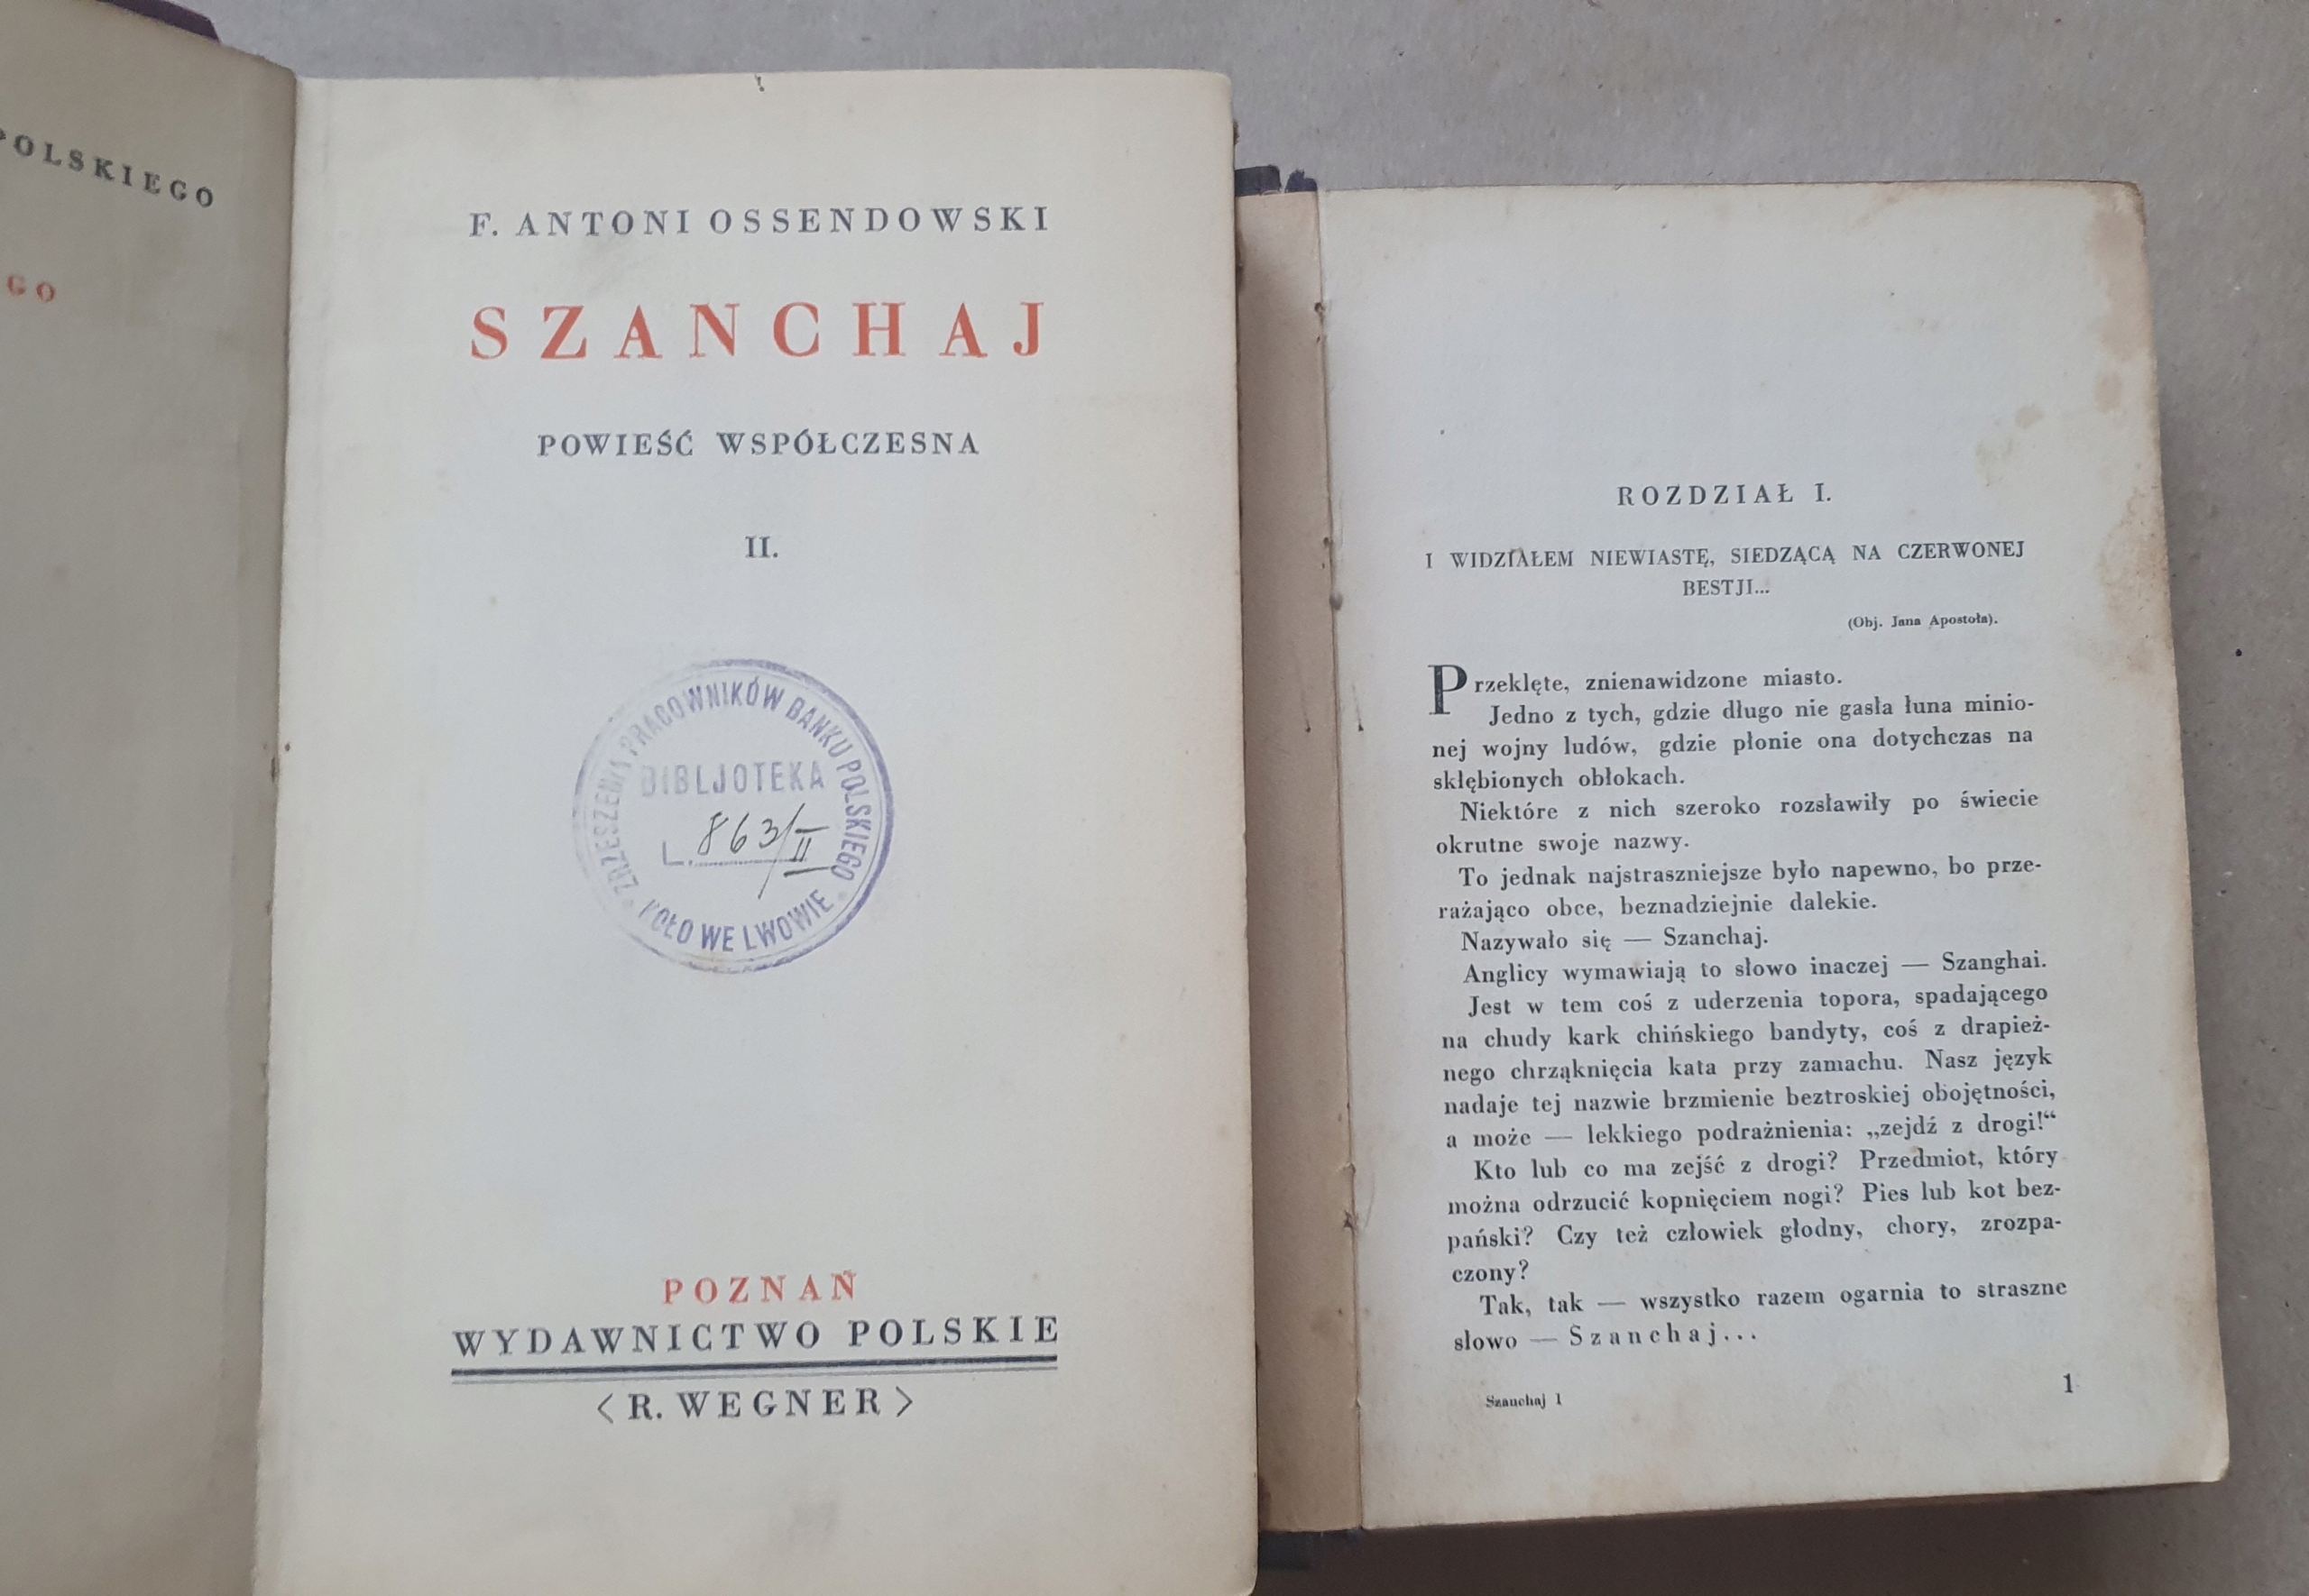 POLSKIEGO
GO
F. ANTONI OSSENDOWSKI
SZANCHAJ
POWIEŚĆ WSPÓŁCZESNA
II.
ZRZESZENIE PRACOWNIKÓW BANKU POLSKIEGO
BIBLJOTEKA
L. 863/II
KOŁO WE LWOWIE
POZNAŃ
WYDAWNICTWO POLSKIE
<R. WEGNER>
ROZDZIAŁ I.
I WIDZIAŁEM NIEWIASTĘ, SIEDZĄCĄ NA CZERWONEJ
BESTJI...
(Obj. Jana Apostoła).
Przeklęte, znienawidzone miasto.
Jedno z tych, gdzie długo nie gasła łuna minio-
nej wojny ludów, gdzie płonie ona dotychczas na
skłębionych obłokach.
Niektóre z nich szeroko rozsławiły po świecie
okrutne swoje nazwy.
To jednak najstraszniejsze było napewno, bo prze-
rażająco obce, beznadziejnie dalekie.
Nazywało się — Szanchaj.
Anglicy wymawiają to słowo inaczej — Szanghai.
Jest w tem coś z uderzenia topora, spadającego
na chudy kark chińskiego bandyty, coś z drapież-
nego chrząknięcia kata przy zamachu. Nasz język
nadaje tej nazwie brzmienie beztroskiej obojętności,
a może — lekkiego podrażnienia: „zejdź z drogi!“
Kto lub co ma zejść z drogi? Przedmiot, który
można odrzucić kopnięciem nogi? Pies lub kot bez-
pański? Czy też człowiek głodny, chory, zrozpa-
czony?
Tak, tak — wszystko razem ogarnia to straszne
słowo — Szanchaj...
Szanchaj 1
1